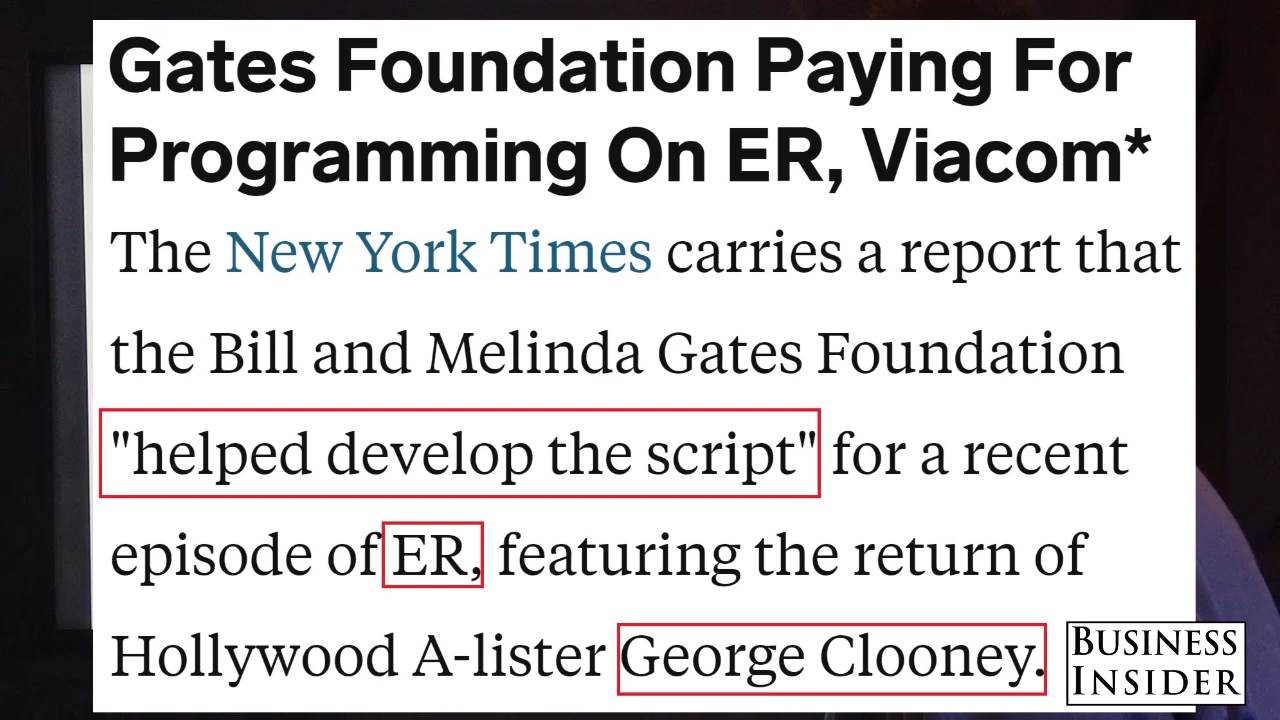 Gates Foundation Paying For
Programming On ER, Viacom*
The New York Times carries a report that
the Bill and Melinda Gates Foundation
"helped develop the script" for a recent
episode of ER, featuring the return of
Hollywood A-lister George Clooney.
BUSINESS
INSIDER